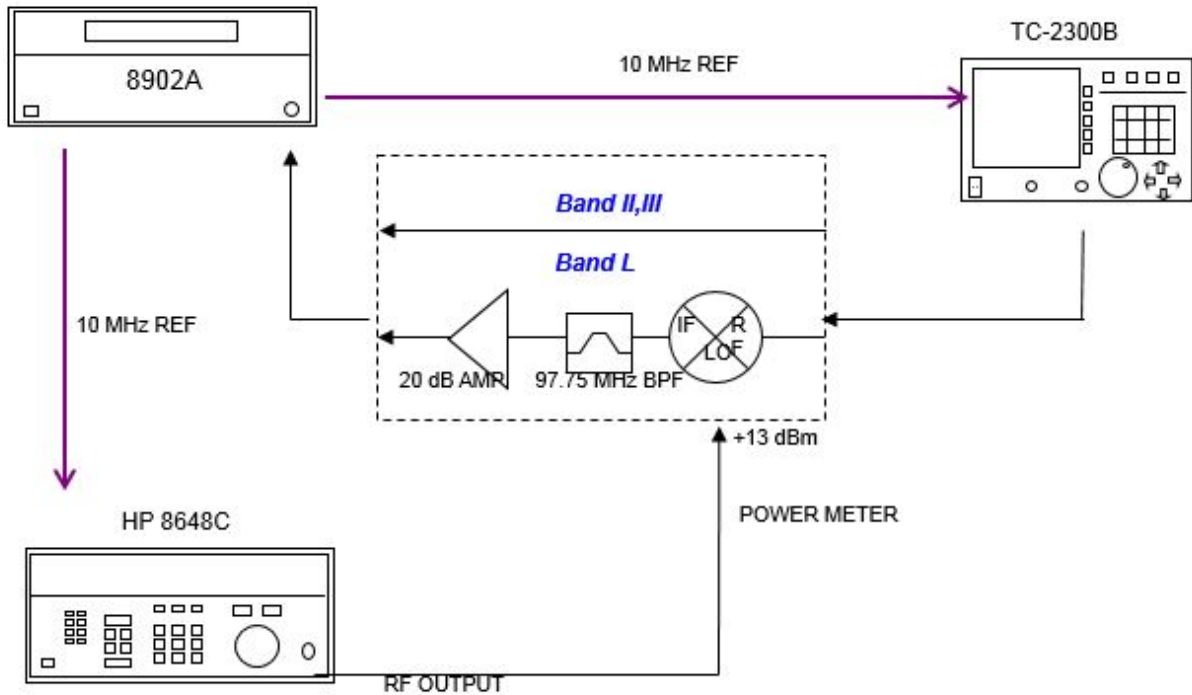 TC-2300B
8902A
10 MHz REF
Band II,III
Band L
IF
R
LO
F
10 MHz REF
20 dB AMP
97.75 MHz BPF
+13 dBm
HP 8648C
POWER METER
RF OUTPUT